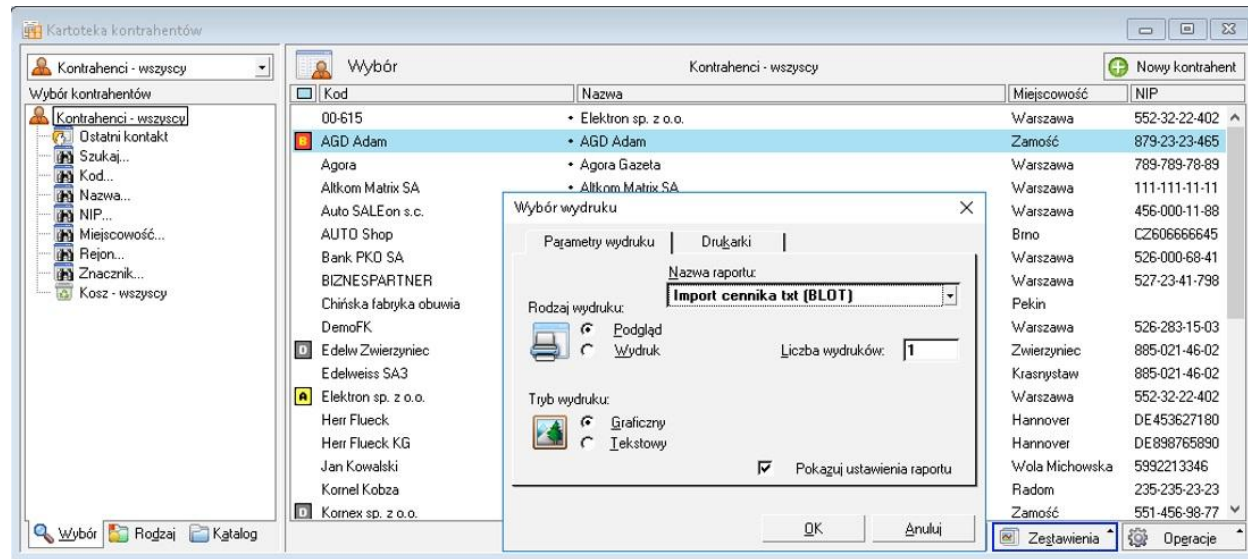 Kartoteka kontrahentów
Kontrahenci - wszyscy
Wybór kontrahentów
Kontrahenci - wszyscy
Ostatni kontakt
Szukaj...
Kod...
Nazwa...
NIP...
Miejscowość...
Rejon...
Znacznik...
Kosz - wszyscy
Wybór Rodzaj Katalog
Wybór Kontrahenci - wszyscy Nowy kontrahent
Kod Nazwa Miejscowość NIP
00-615 • Elektron sp. z o.o. Warszawa 552-32-22-402
B AGD Adam • AGD Adam Zamość 879-23-23-465
Agora • Agora Gazeta Warszawa 789-789-78-89
Altkom Matrix SA • Altkom Matrix SA Warszawa 111-111-11-11
Auto SALEon s.c. Warszawa 456-000-11-88
AUTO Shop Brno CZ606666645
Bank PKO SA Warszawa 526-000-68-41
BIZNESPARTNER Warszawa 527-23-41-798
Chińska fabryka obuwia Pekin
DemoFK Warszawa 526-283-15-03
D Edelw Zwierzyniec Zwierzyniec 885-021-46-02
Edelweiss SA3 Krasnystaw 885-021-46-02
A Elektron sp. z o.o. Warszawa 552-32-22-402
Herr Flueck Hannover DE453627180
Herr Flueck KG Hannover DE898765890
Jan Kowalski Wola Michowska 5992213346
Kornel Kobza Radom 235-235-23-23
D Kornex sp. z o.o. Zamość 551-456-98-77
Zestawienia Operacje
Wybór wydruku
Parametry wydruku Drukarki
Nazwa raportu:
Import cennika txt (BLOT)
Rodzaj wydruku:
Podgląd
Wydruk Liczba wydruków: 1
Tryb wydruku:
Graficzny
Tekstowy
Pokazuj ustawienia raportu
OK Anuluj